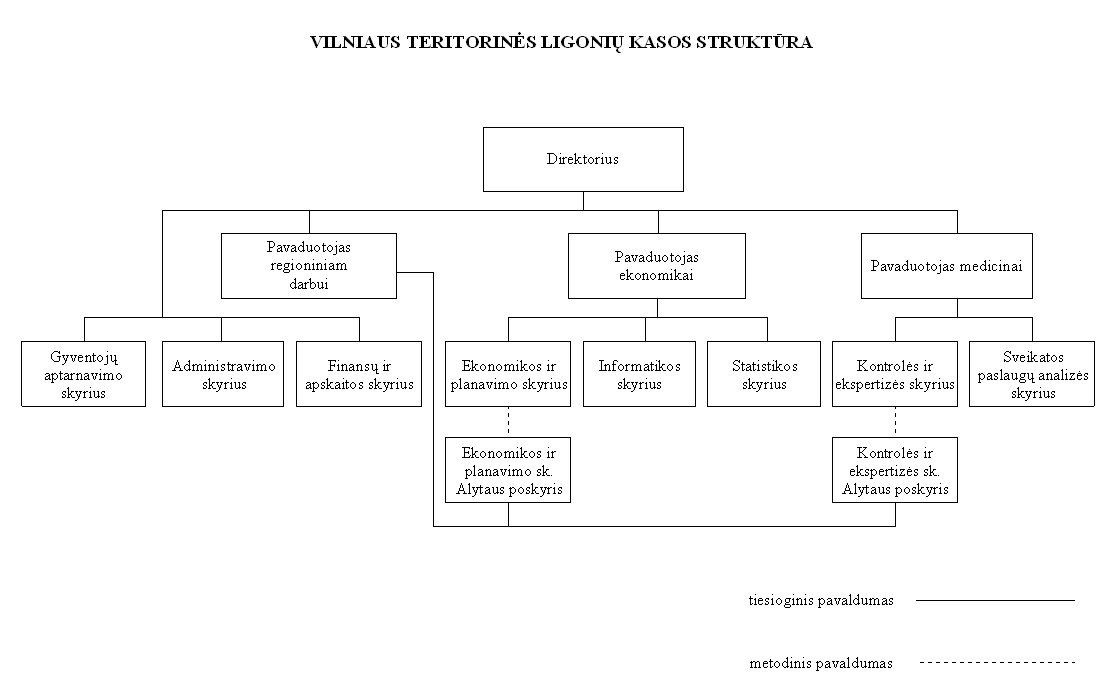 VILNIAUS TERITORINĖS LIGONIŲ KASOS STRUKTŪRA
Direktorius
Pavaduotojas
regioniniam
darbui
Pavaduotojas
ekonomikai
Pavaduotojas medicinai
Gyventojų
aptarnavimo
skyrius
Administravimo
skyrius
Finansų ir
apskaitos skyrius
Ekonomikos ir
planavimo skyrius
Informatikos
skyrius
Statistikos
skyrius
Kontrolės ir
ekspertizės skyrius
Sveikatos
paslaugų analizės
skyrius
Ekonomikos ir
planavimo sk.
Alytaus poskyris
Kontrolės ir
ekspertizės sk.
Alytaus poskyris
tiesioginis pavaldumas
metodinis pavaldumas